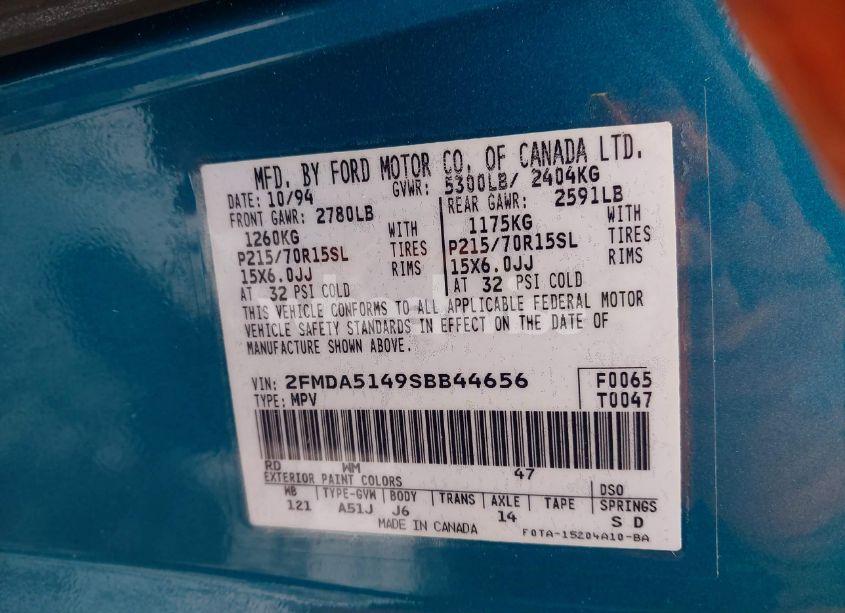 MFD. BY FORD MOTOR CO. OF CANADA LTD.
DATE: 10/94 GVWR: 5300LB/ 2404KG
FRONT GAWR: 2780LB REAR GAWR: 2591LB
1260KG WITH 1175KG WITH
P215/70R15SL TIRES P215/70R15SL TIRES
15X6.0JJ RIMS 15X6.0JJ RIMS
AT 32 PSI COLD AT 32 PSI COLD
THIS VEHICLE CONFORMS TO ALL APPLICABLE FEDERAL MOTOR
VEHICLE SAFETY STANDARDS IN EFFECT ON THE DATE OF
MANUFACTURE SHOWN ABOVE.
VIN: 2FMDA5149SBB44656 F0065
TYPE: MPV T0047
RD WM 47
EXTERIOR PAINT COLORS DSO
WB TYPE-GVW BODY TRANS AXLE TAPE SPRINGS
121 A51J J6 14 S D
MADE IN CANADA F0TA-15204A10-BA